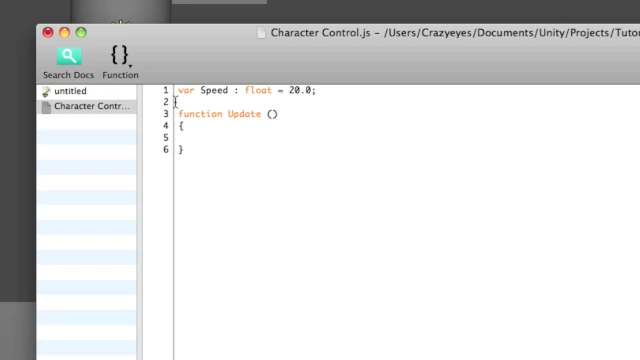 Character Control.js - /Users/Crazyeyes/Documents/Unity/Projects/Tutor
{}
Search Docs Function
untitled
Character Contr...
1 var Speed : float = 20.0;
2
3 function Update ()
4 {
5
6 }